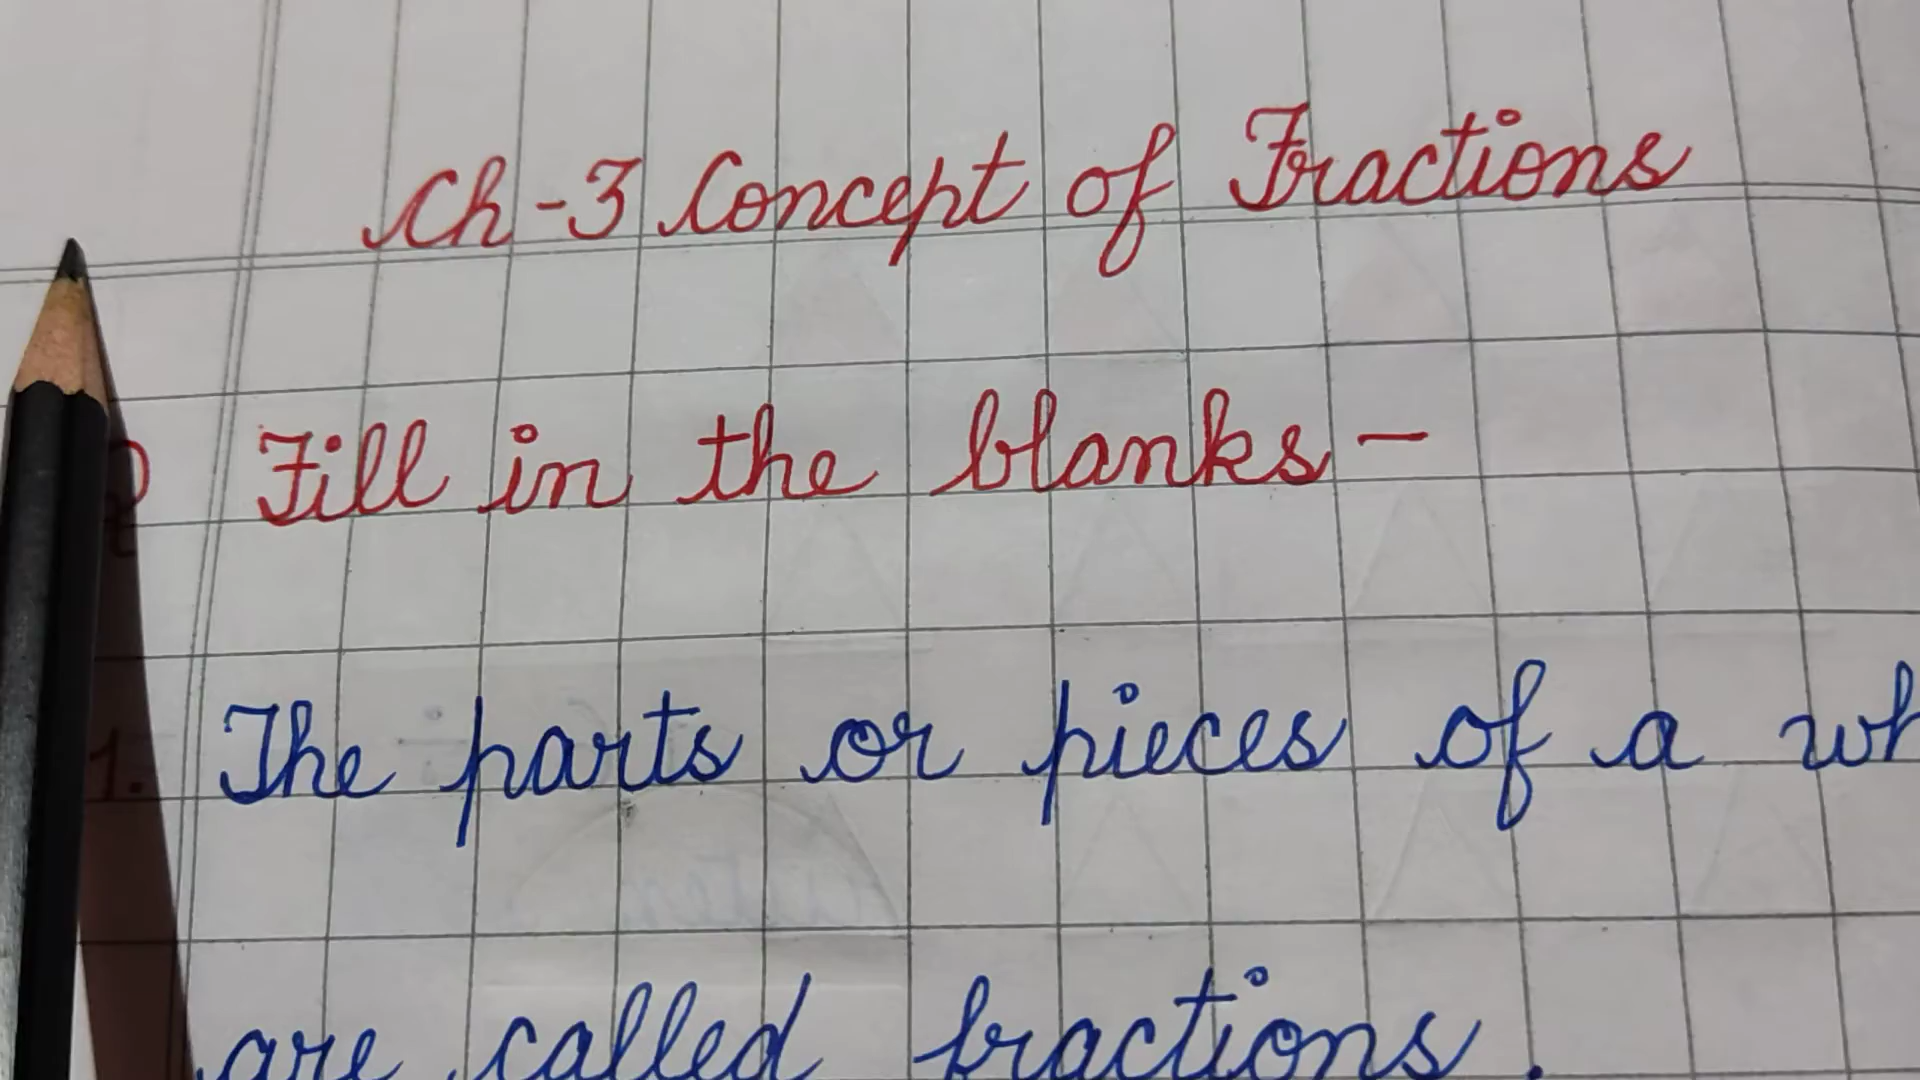 Ch-3 Concept of Fractions
Fill in the blanks-
1. The parts or pieces of a
are called fractions.